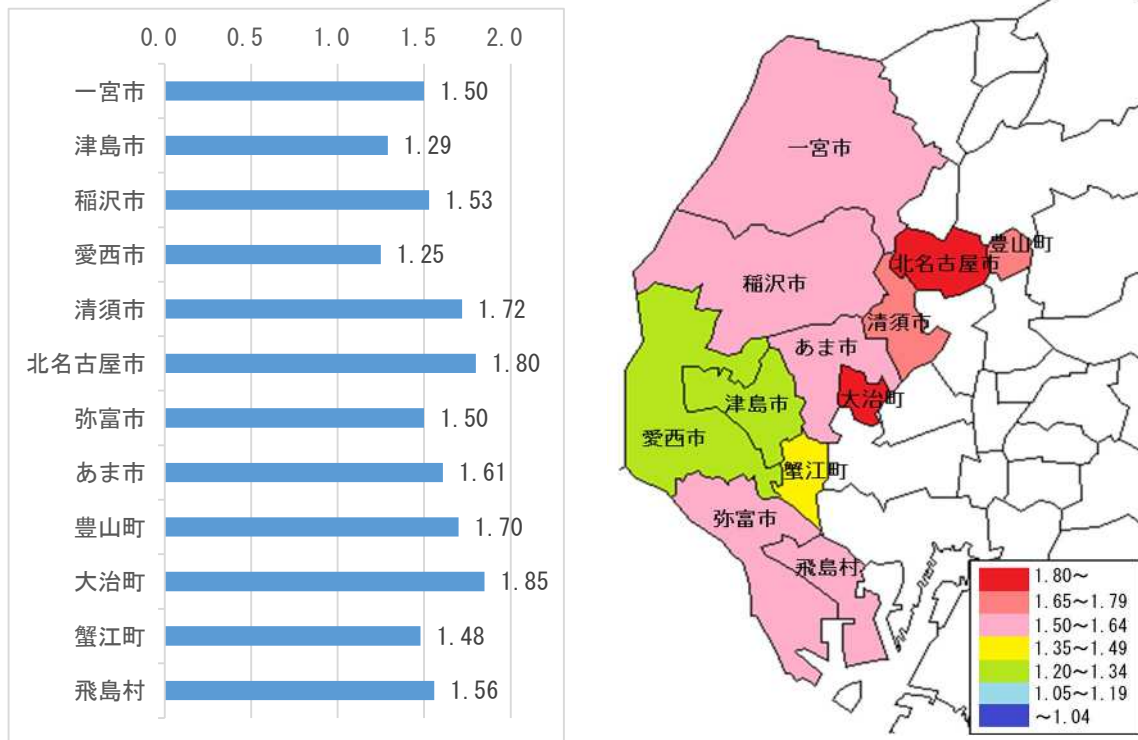 0.0 0.5 1.0 1.5 2.0
一宮市 1.50
津島市 1.29
稲沢市 1.53
愛西市 1.25
清須市 1.72
北名古屋市 1.80
弥富市 1.50
あま市 1.61
豊山町 1.70
大治町 1.85
蟹江町 1.48
飛島村 1.56
一宮市
豊山町
北名古屋市
稲沢市
清須市
あま市
大治町
津島市
愛西市
蟹江町
弥富市
飛島村
1.80～
1.65～1.79
1.50～1.64
1.35～1.49
1.20～1.34
1.05～1.19
～1.04